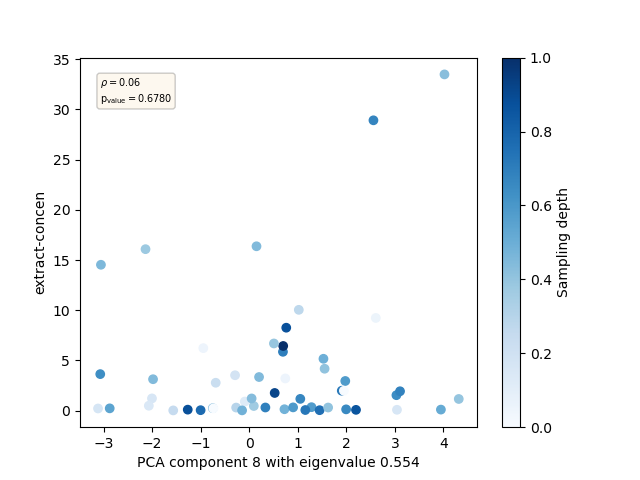 35
30
25
20
15
10
5
0
extract-concen
ρ = 0.06
pvalue = 0.6780
−3 −2 −1 0 1 2 3 4
PCA component 8 with eigenvalue 0.554
1.0
0.8
0.6
0.4
0.2
0.0
Sampling depth